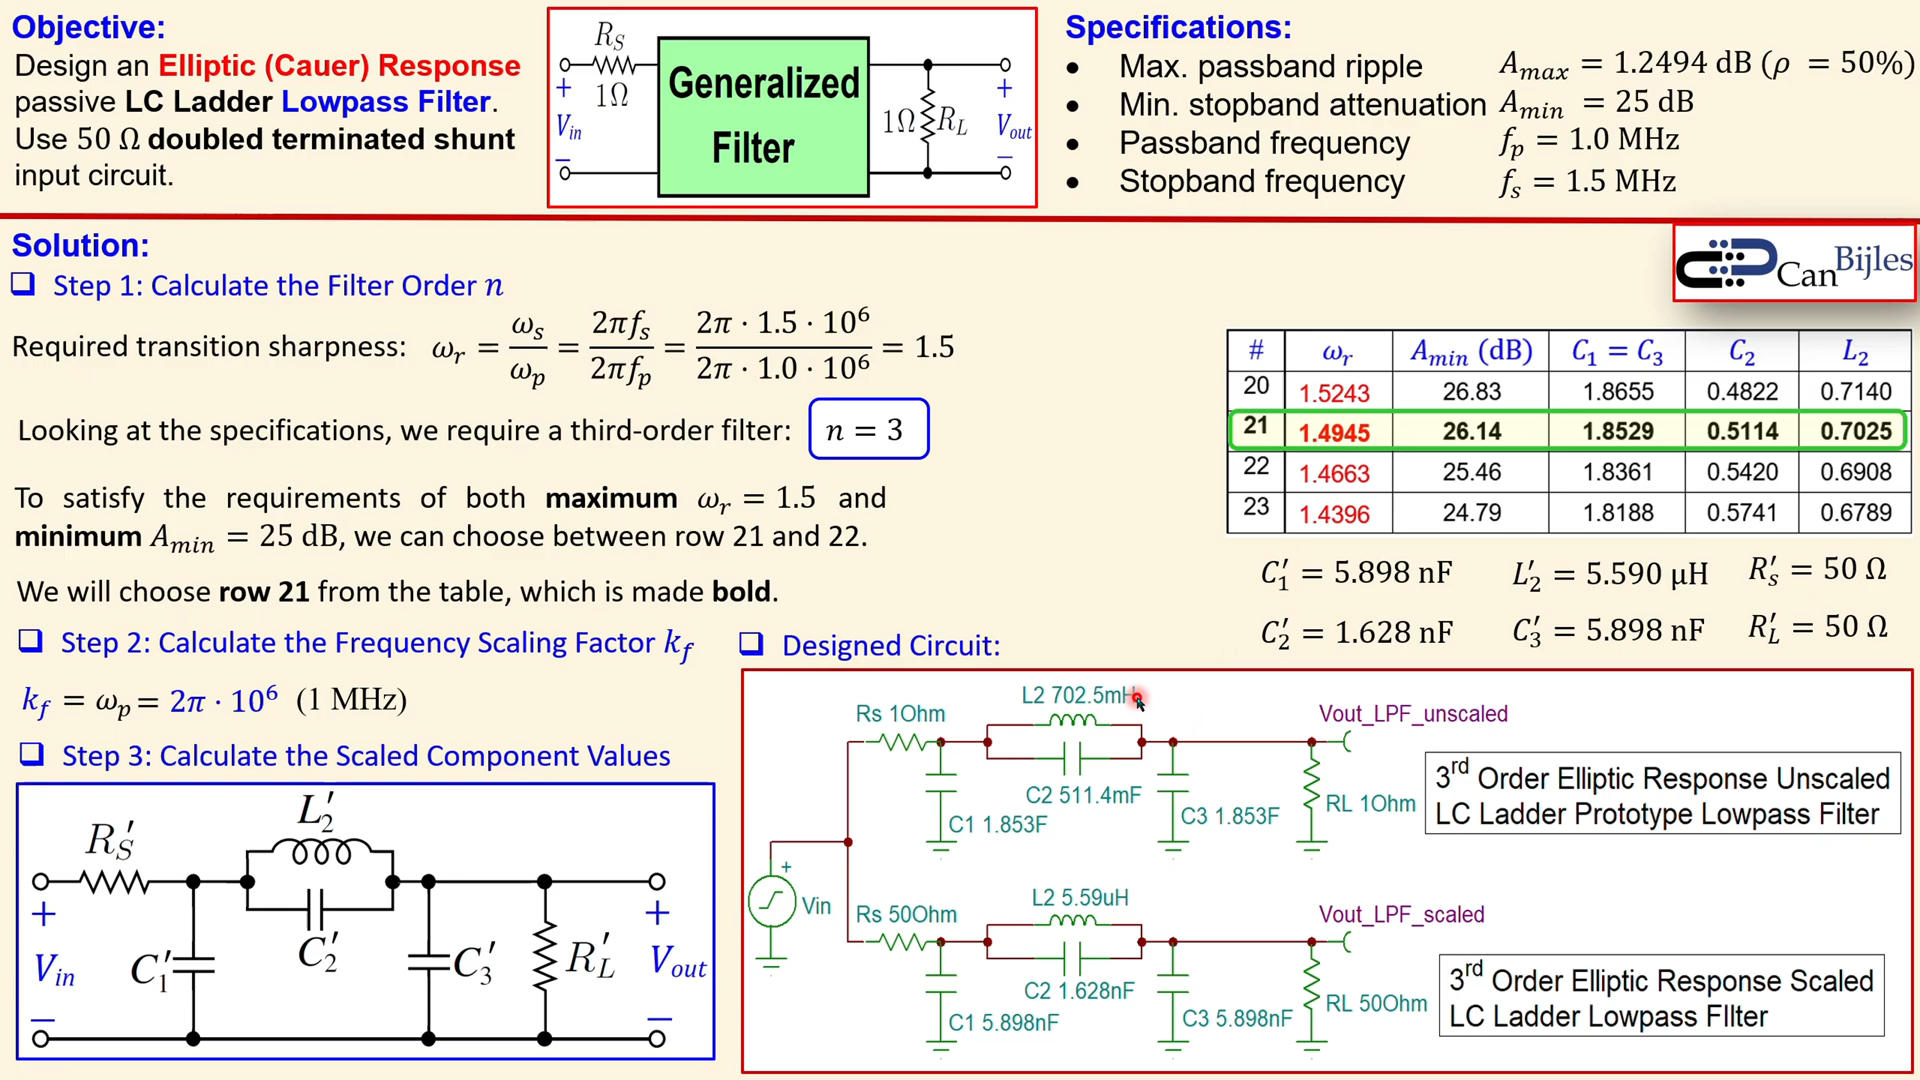 Objective:
Design an Elliptic (Cauer) Response
passive LC Ladder Lowpass Filter.
Use 50 Ω doubled terminated shunt
input circuit.
R_S
1Ω
+
V_in
−
Generalized
Filter
1Ω R_L
+
V_out
−
Specifications:
• Max. passband ripple A_max = 1.2494 dB (ρ = 50%)
• Min. stopband attenuation A_min = 25 dB
• Passband frequency f_p = 1.0 MHz
• Stopband frequency f_s = 1.5 MHz
Solution:
Can Bijles
❑ Step 1: Calculate the Filter Order n
Required transition sharpness: ω_r = ω_s/ω_p = 2πf_s/2πf_p = 2π · 1.5 · 10⁶/2π · 1.0 · 10⁶ = 1.5
Looking at the specifications, we require a third-order filter: n = 3
To satisfy the requirements of both maximum ω_r = 1.5 and
minimum A_min = 25 dB, we can choose between row 21 and 22.
We will choose row 21 from the table, which is made bold.
# ω_r A_min (dB) C_1 = C_3 C_2 L_2
20 1.5243 26.83 1.8655 0.4822 0.7140
21 1.4945 26.14 1.8529 0.5114 0.7025
22 1.4663 25.46 1.8361 0.5420 0.6908
23 1.4396 24.79 1.8188 0.5741 0.6789
C′_1 = 5.898 nF L′_2 = 5.590 μH R′_s = 50 Ω
C′_2 = 1.628 nF C′_3 = 5.898 nF R′_L = 50 Ω
❑ Step 2: Calculate the Frequency Scaling Factor k_f
k_f = ω_p = 2π · 10⁶ (1 MHz)
❑ Step 3: Calculate the Scaled Component Values
R′_S
L′_2
+
V_in
−
C′_1
C′_2
C′_3
R′_L
+
V_out
−
❑ Designed Circuit:
L2 702.5mH
Rs 1Ohm
Vout_LPF_unscaled
C2 511.4mF
C1 1.853F
C3 1.853F
RL 1Ohm
3rd Order Elliptic Response Unscaled
LC Ladder Prototype Lowpass Filter
+
Vin
L2 5.59uH
Rs 50Ohm
Vout_LPF_scaled
C2 1.628nF
C1 5.898nF
C3 5.898nF
RL 50Ohm
3rd Order Elliptic Response Scaled
LC Ladder Lowpass FIlter